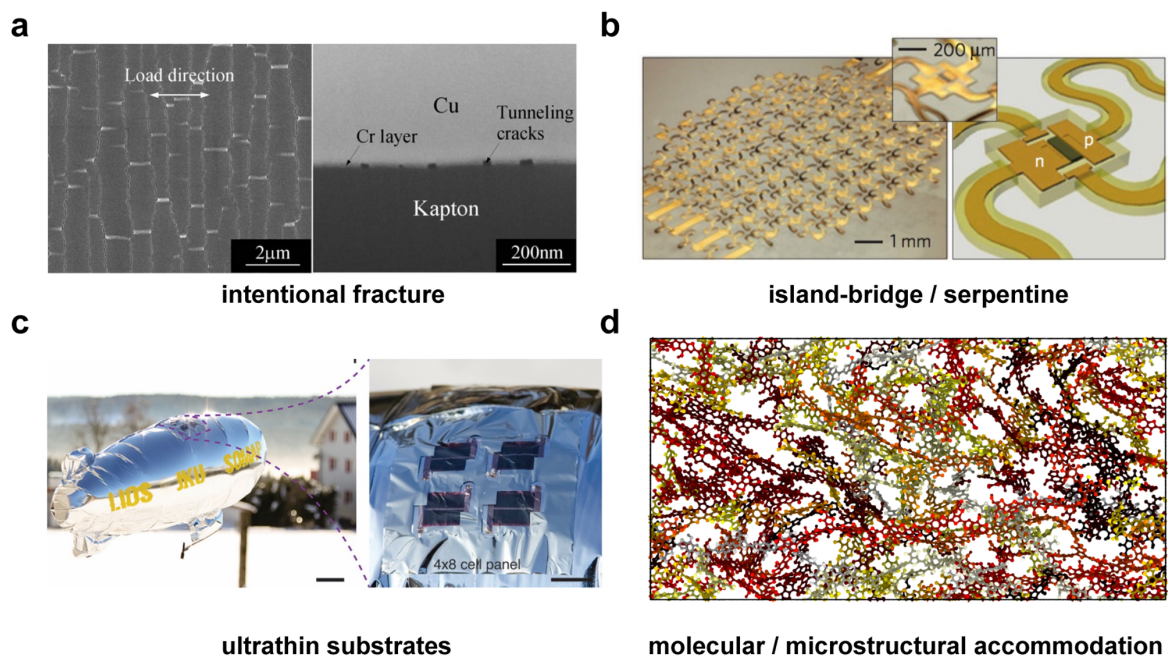 a
Load direction
2μm
Cu
Cr layer
Tunneling
cracks
Kapton
200nm
intentional fracture
b
200 μm
1 mm
n
p
island-bridge / serpentine
c
LIOS JKU
4x8 cell panel
ultrathin substrates
d
molecular / microstructural accommodation